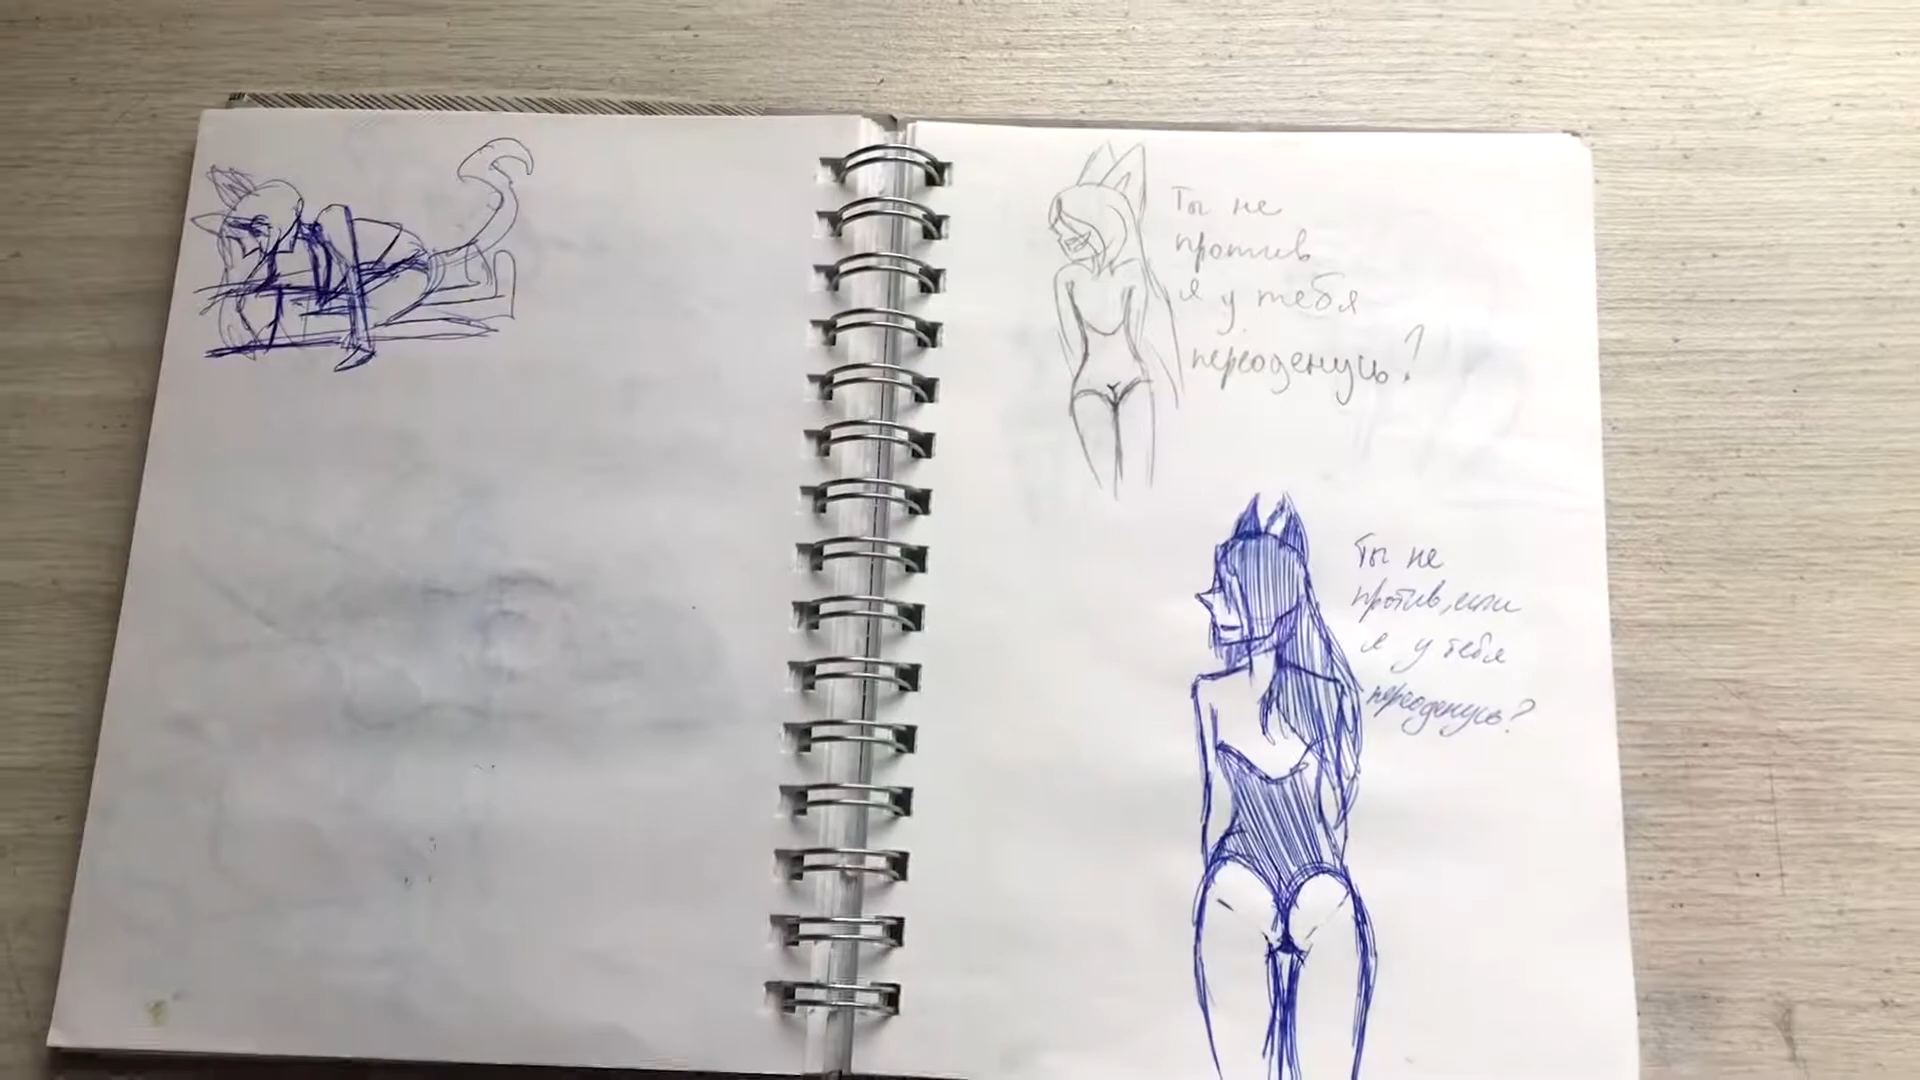 Ты не
против
я у тебя
переоденусь?
Ты не
против, если
я у тебя
переоденусь?